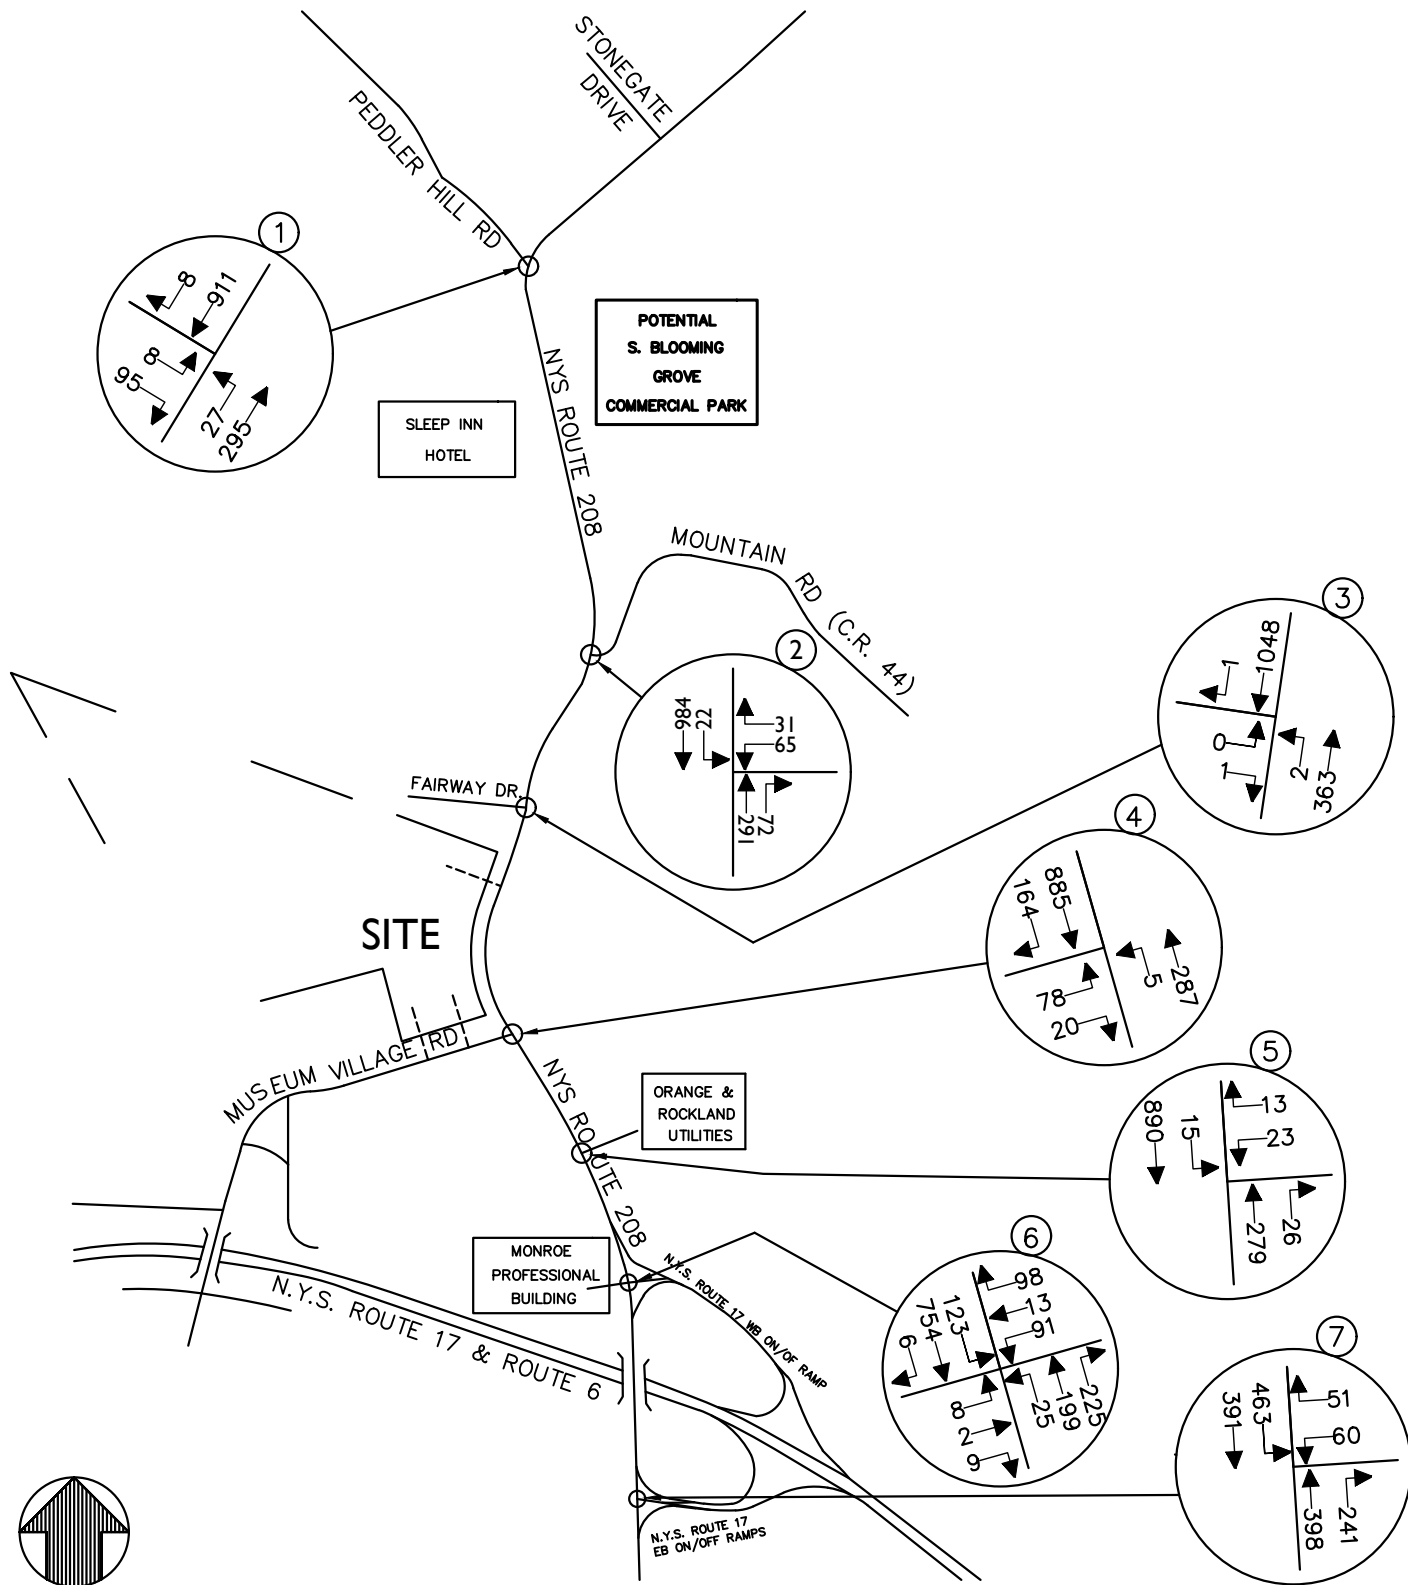 STONEGATE
DRIVE
PEDDLER HILL RD
1
8
911
8
95
27
295
POTENTIAL
S. BLOOMING
GROVE
COMMERCIAL PARK
NYS ROUTE 208
SLEEP INN
HOTEL
MOUNTAIN RD (C.R. 44)
2
984
22
31
65
291
72
3
1
1048
0
1
2
363
FAIRWAY DR.
4
164
885
78
20
5
287
SITE
MUSEUM VILLAGE RD
NYS ROUTE 208
ORANGE &
ROCKLAND
UTILITIES
5
890
15
13
23
279
26
MONROE
PROFESSIONAL
BUILDING
6
6
754
123
98
13
91
8
2
9
25
199
225
N.Y.S. ROUTE 17 WB ON/OF RAMP
N.Y.S. ROUTE 17 & ROUTE 6
7
391
463
51
60
398
241
N.Y.S. ROUTE 17
EB ON/OFF RAMPS